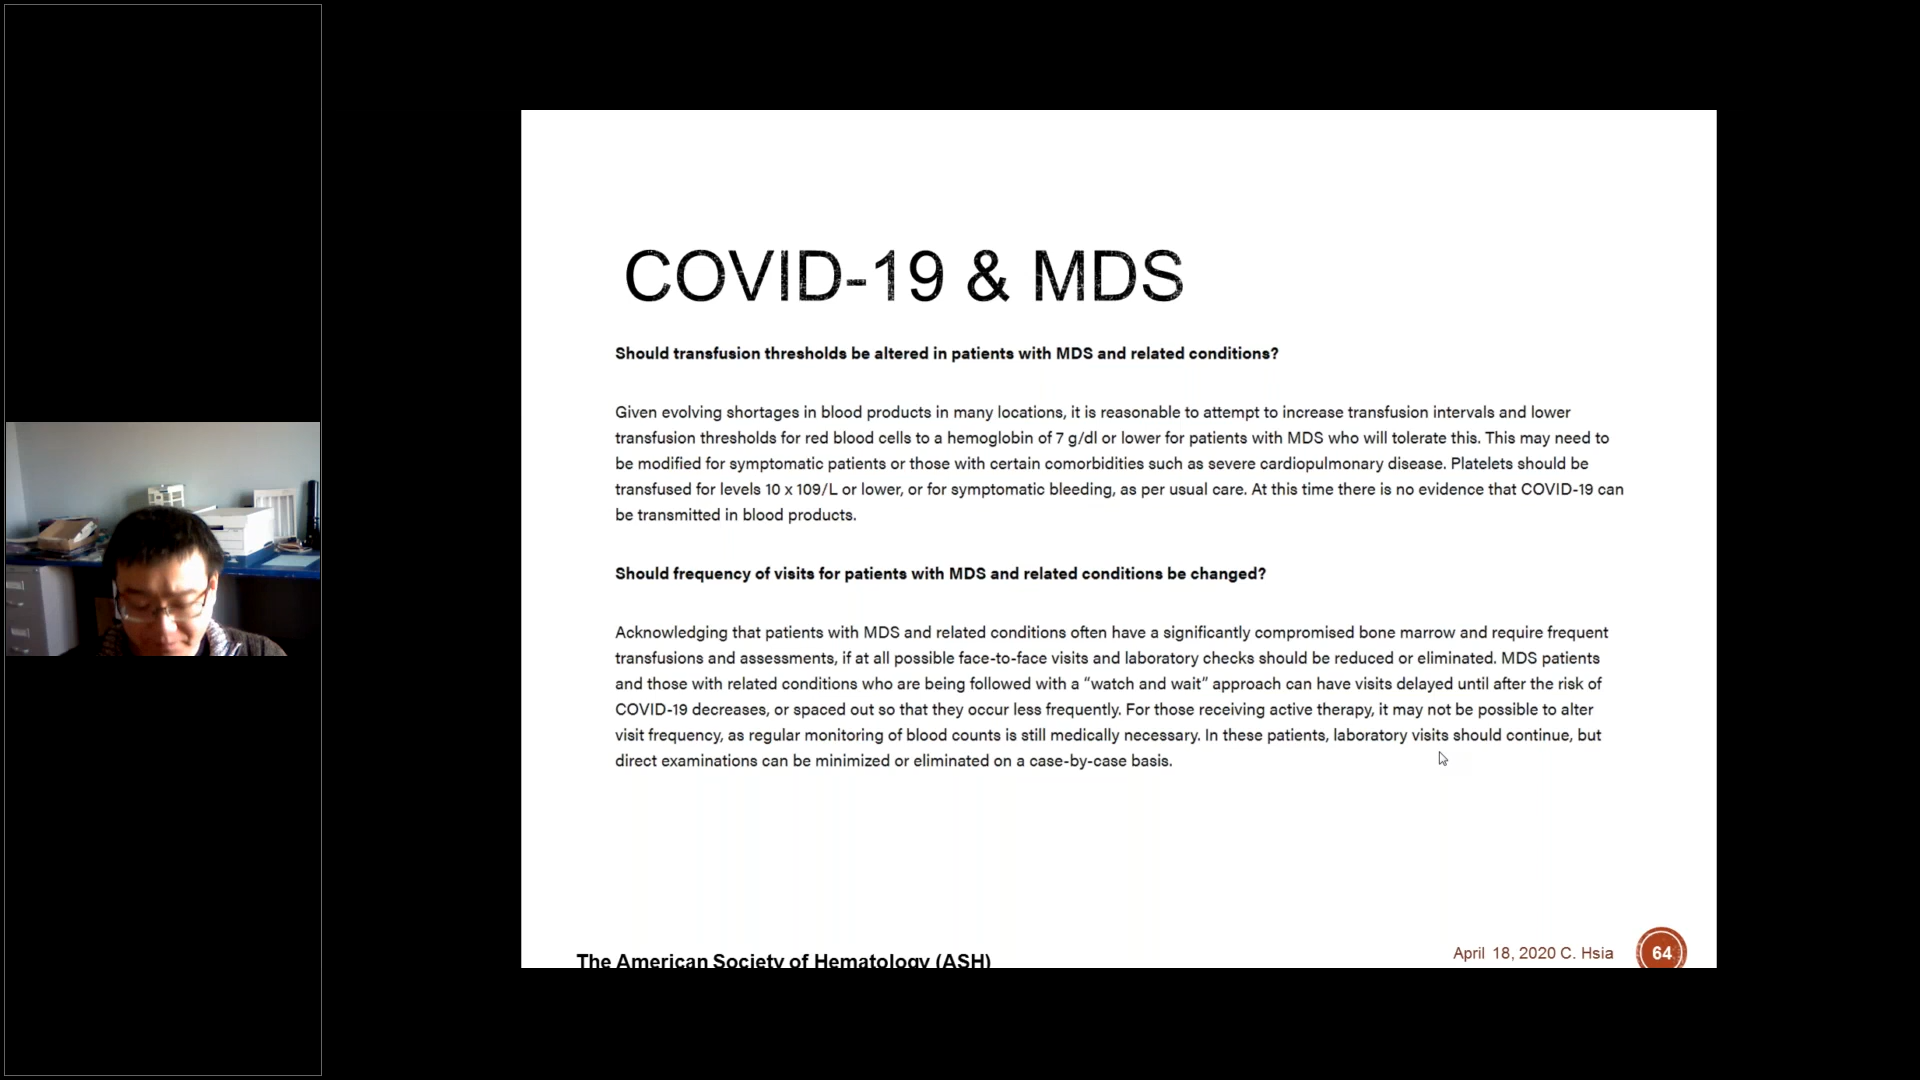 COVID-19 & MDS
Should transfusion thresholds be altered in patients with MDS and related conditions?
Given evolving shortages in blood products in many locations, it is reasonable to attempt to increase transfusion intervals and lower
transfusion thresholds for red blood cells to a hemoglobin of 7 g/dl or lower for patients with MDS who will tolerate this. This may need to
be modified for symptomatic patients or those with certain comorbidities such as severe cardiopulmonary disease. Platelets should be
transfused for levels 10 x 109/L or lower, or for symptomatic bleeding, as per usual care. At this time there is no evidence that COVID-19 can
be transmitted in blood products.
Should frequency of visits for patients with MDS and related conditions be changed?
Acknowledging that patients with MDS and related conditions often have a significantly compromised bone marrow and require frequent
transfusions and assessments, if at all possible face-to-face visits and laboratory checks should be reduced or eliminated. MDS patients
and those with related conditions who are being followed with a “watch and wait” approach can have visits delayed until after the risk of
COVID-19 decreases, or spaced out so that they occur less frequently. For those receiving active therapy, it may not be possible to alter
visit frequency, as regular monitoring of blood counts is still medically necessary. In these patients, laboratory visits should continue, but
direct examinations can be minimized or eliminated on a case-by-case basis.
The American Society of Hematology (ASH)
April 18, 2020 C. Hsia
64